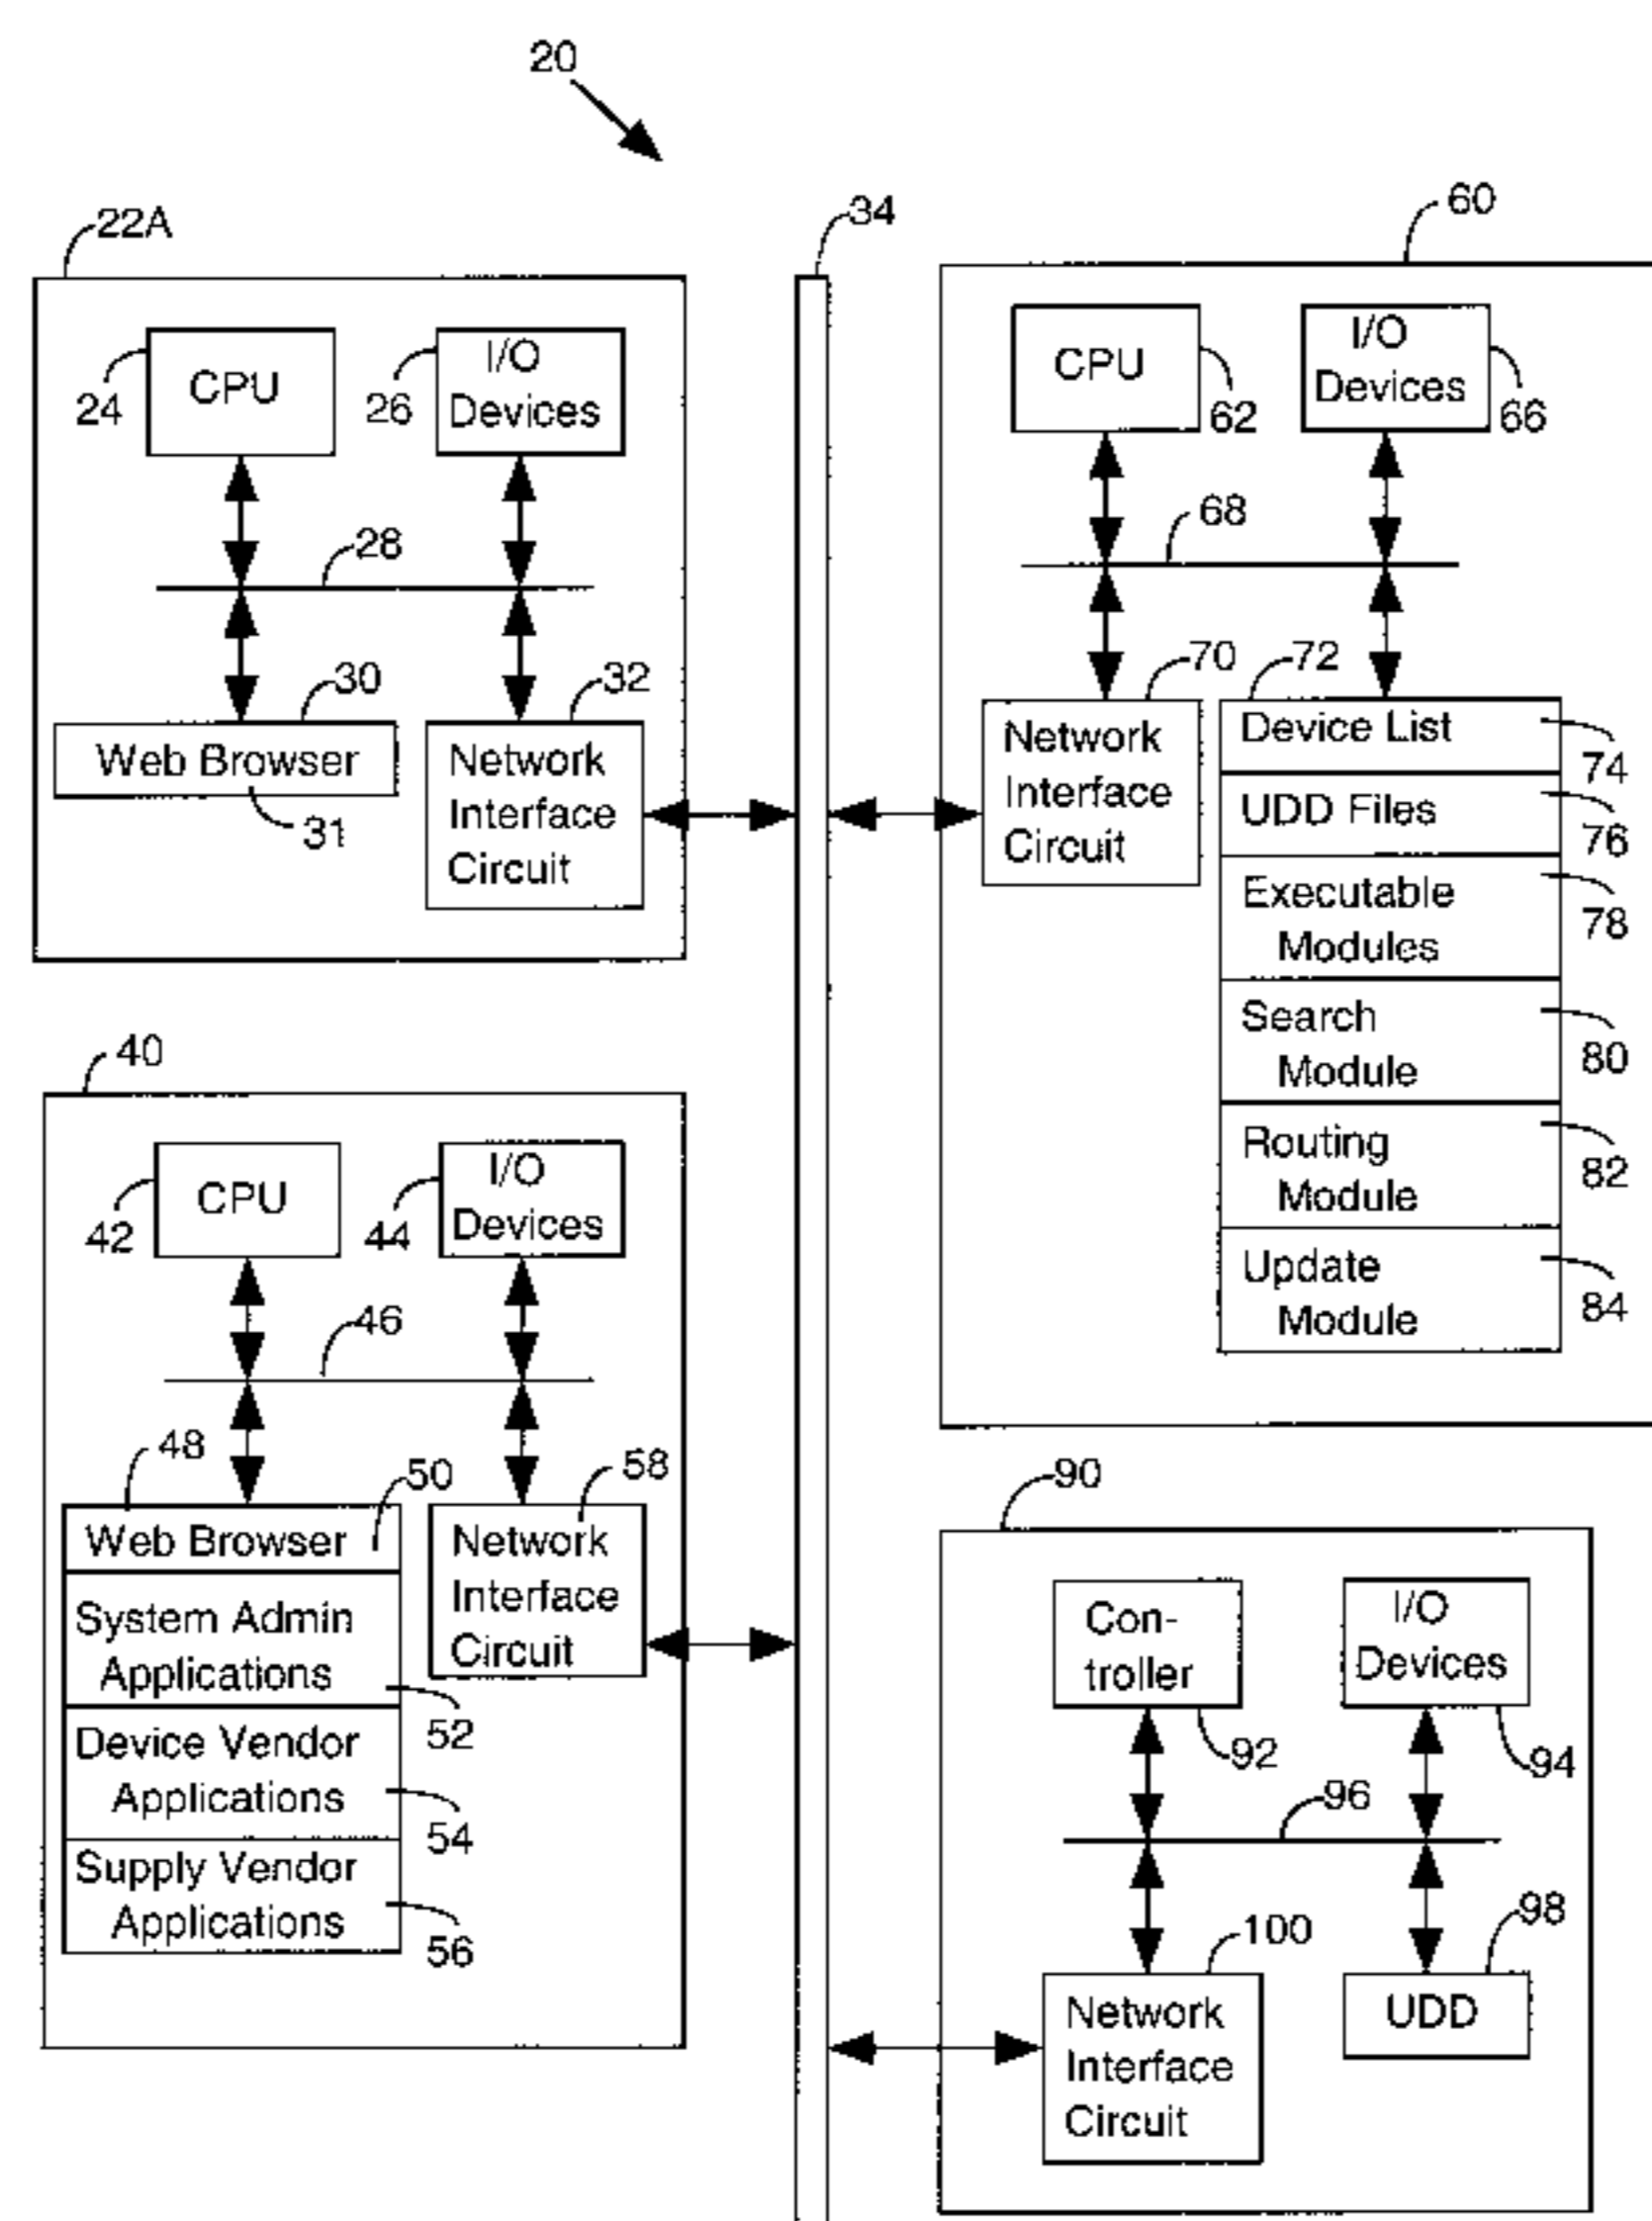 20
22A
24
CPU
26
I/O
Devices
28
30
Web Browser
31
32
Network
Interface
Circuit
34
40
42
CPU
44
I/O
Devices
46
48
50
Web Browser
System Admin
Applications
52
Device Vendor
Applications
54
Supply Vendor
Applications
56
58
Network
Interface
Circuit
60
CPU
62
I/O
Devices
66
68
70
Network
Interface
Circuit
72
Device List
74
UDD Files
76
Executable
Modules
78
Search
Module
80
Routing
Module
82
Update
Module
84
90
Con-
troller
92
I/O
Devices
94
96
98
UDD
100
Network
Interface
Circuit